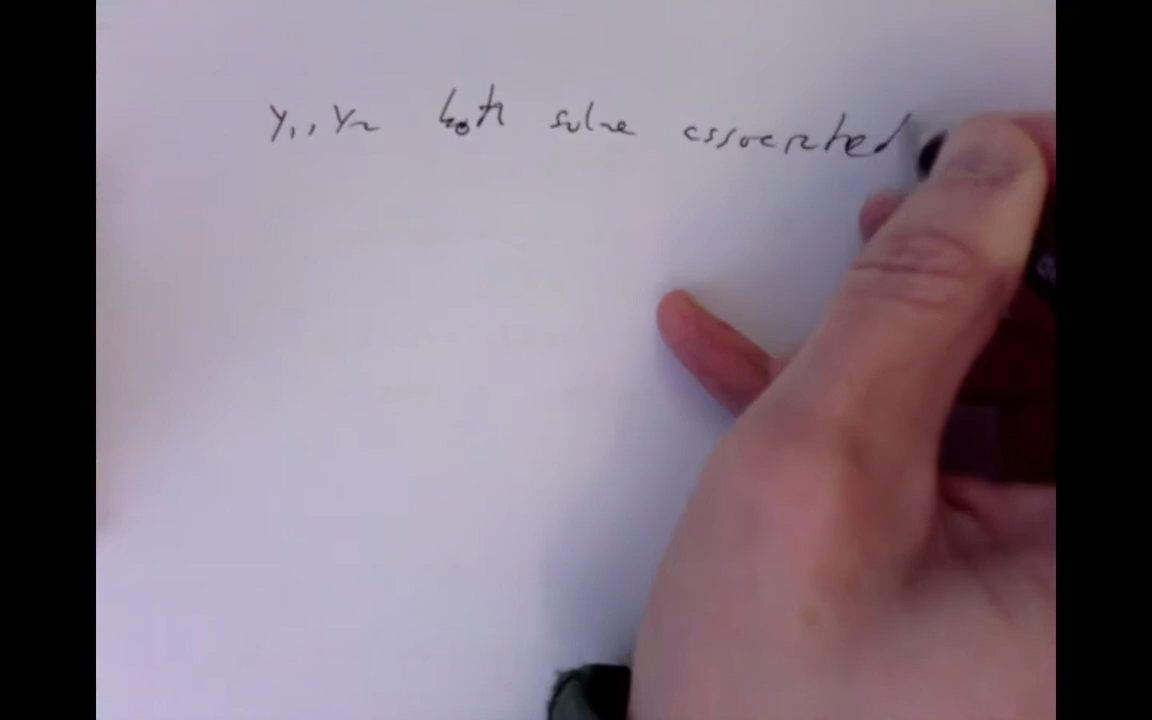 y₁, y₂ both solve associated